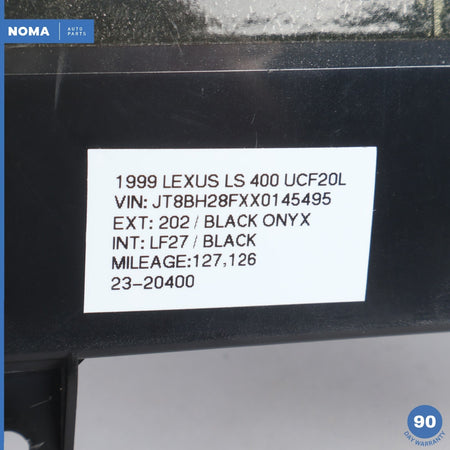 NOMA
AUTO
PARTS
1999 LEXUS LS 400 UCF20L
VIN: JT8BH28FXX0145495
EXT: 202 / BLACK ONYX
INT: LF27 / BLACK
MILEAGE:127,126
23-20400
90
DAY WARRANTY